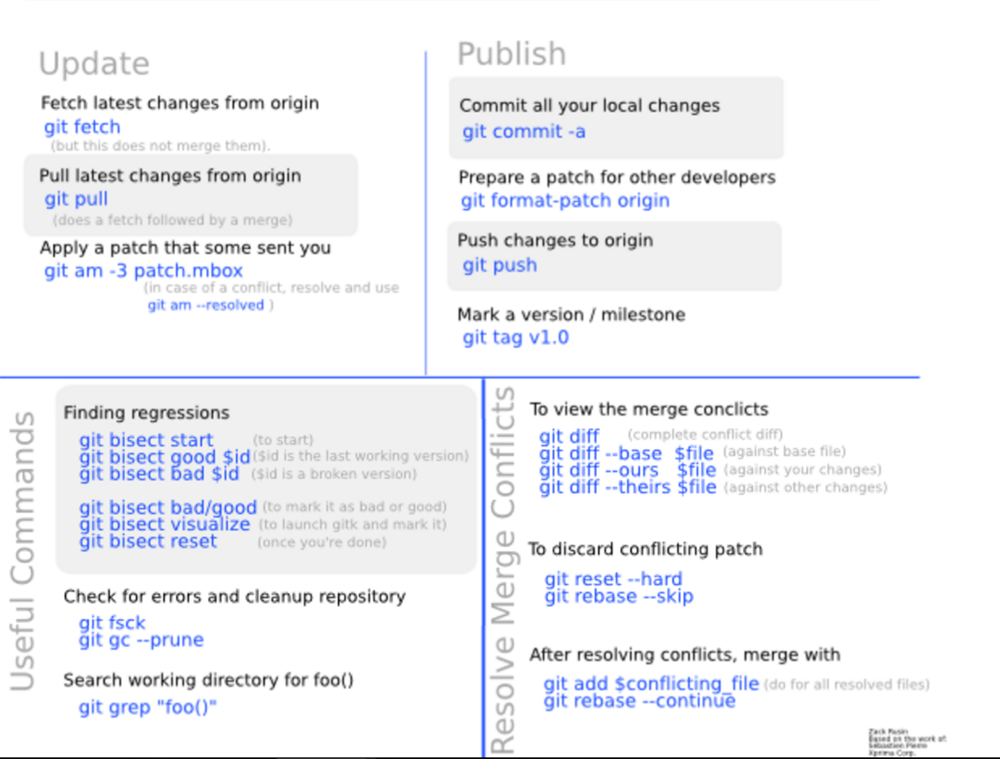 Update
Fetch latest changes from origin
git fetch
(but this does not merge them).
Pull latest changes from origin
git pull
(does a fetch followed by a merge)
Apply a patch that some sent you
git am -3 patch.mbox
(in case of a conflict, resolve and use
git am --resolved )
Publish
Commit all your local changes
git commit -a
Prepare a patch for other developers
git format-patch origin
Push changes to origin
git push
Mark a version / milestone
git tag v1.0
Useful Commands
Finding regressions
git bisect start (to start)
git bisect good $id ($id is the last working version)
git bisect bad $id ($id is a broken version)
git bisect bad/good (to mark it as bad or good)
git bisect visualize (to launch gitk and mark it)
git bisect reset (once you're done)
Check for errors and cleanup repository
git fsck
git gc --prune
Search working directory for foo()
git grep "foo()"
Resolve Merge Conflicts
To view the merge conclicts
git diff (complete conflict diff)
git diff --base $file (against base file)
git diff --ours $file (against your changes)
git diff --theirs $file (against other changes)
To discard conflicting patch
git reset --hard
git rebase --skip
After resolving conflicts, merge with
git add $conflicting_file (do for all resolved files)
git rebase --continue
Zack Rusin
Based on the work of:
Sébastien Pierre
Xprima Corp.